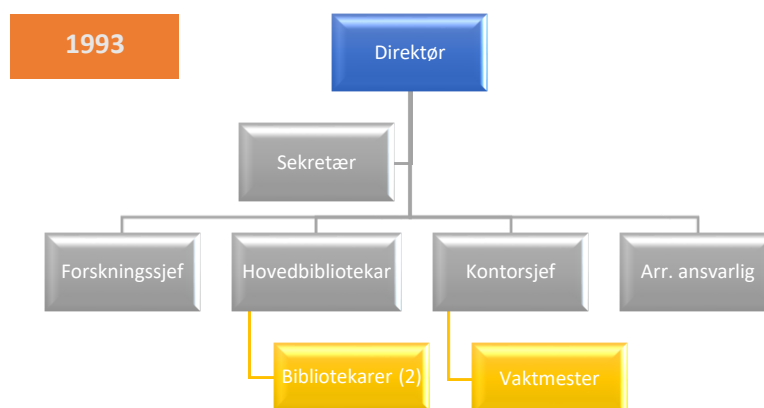 1993
Direktør
Sekretær
Forskningssjef
Hovedbibliotekar
Kontorsjef
Arr. ansvarlig
Bibliotekarer (2)
Vaktmester